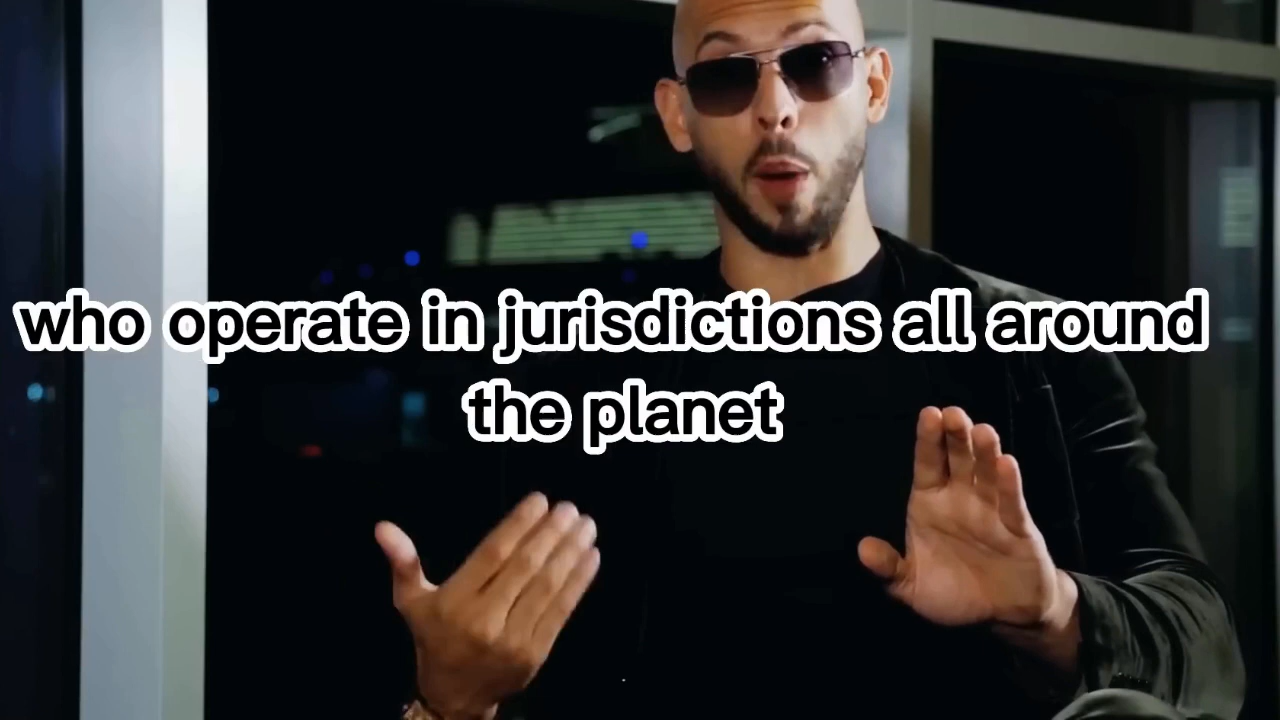 who operate in jurisdictions all around
the planet